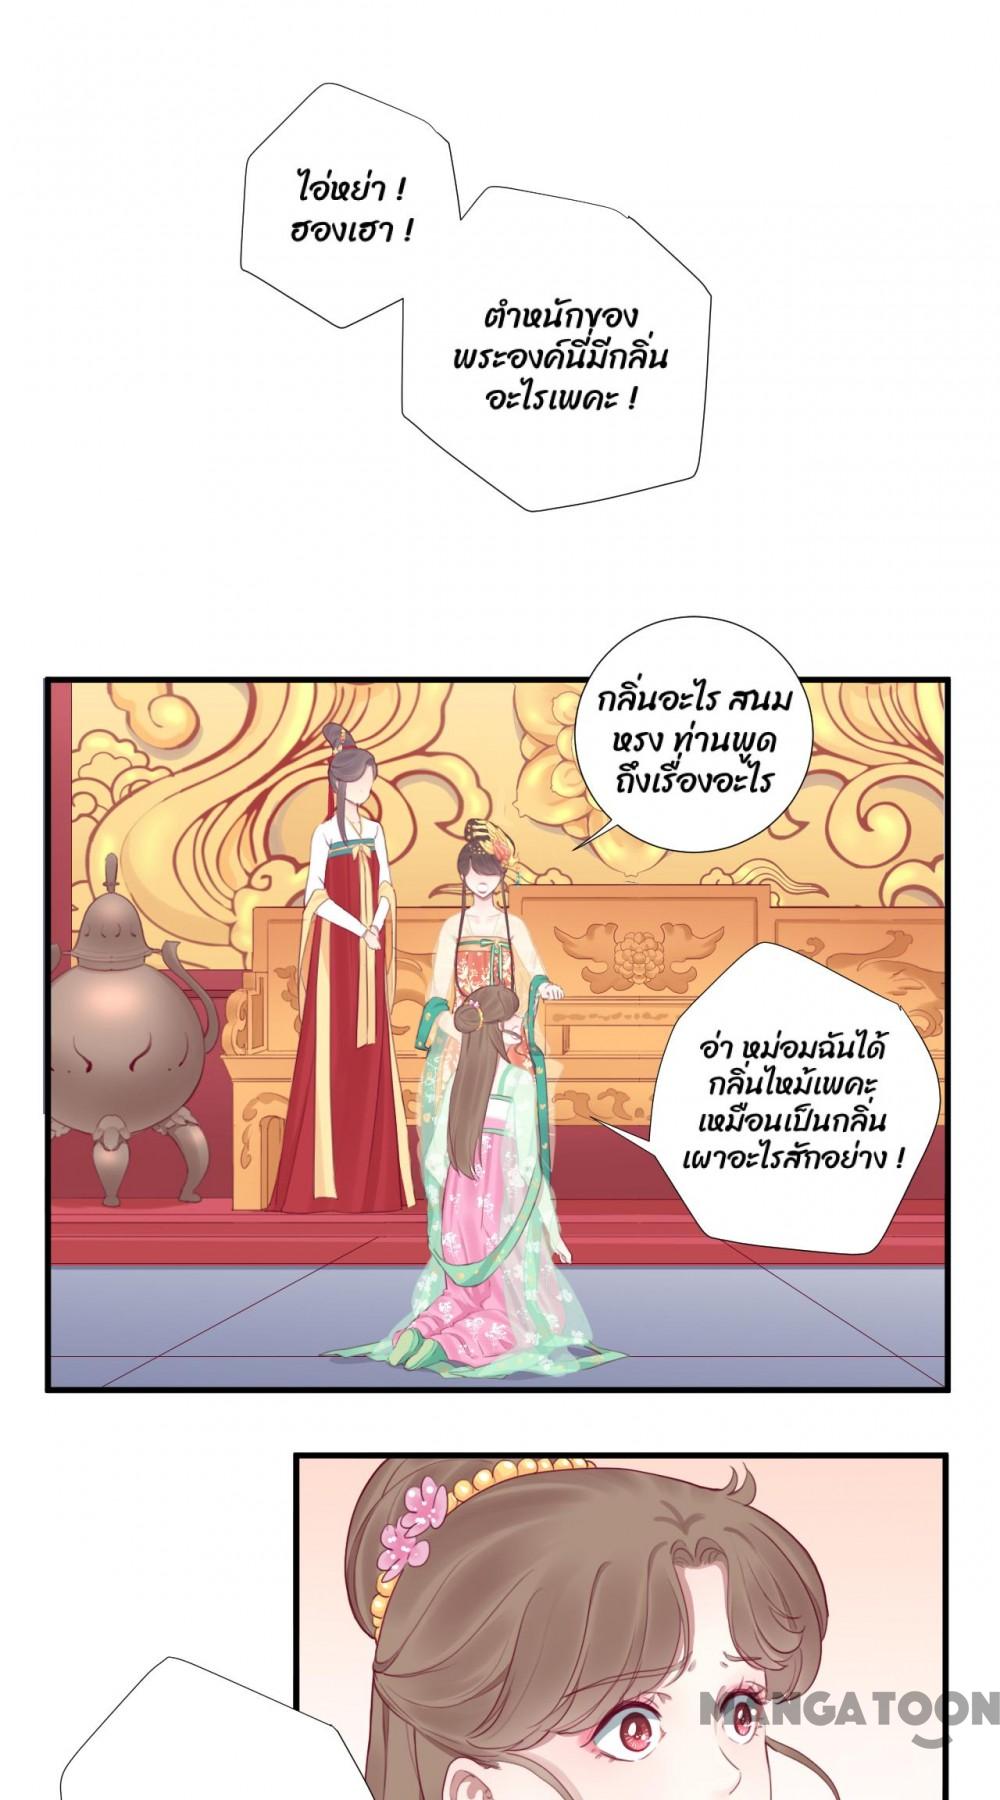 ไอ่หย่า !
ฮองเฮา !
ตำหนักของ
พระองค์นี่มีกลิ่น
อะไรเพคะ !
กลิ่นอะไร สนม
หรง ท่านพูด
ถึงเรื่องอะไร
อ่า หม่อมฉันได้
กลิ่นไหม้เพคะ
เหมือนเป็นกลิ่น
เผาอะไรสักอย่าง !
MANGATOON